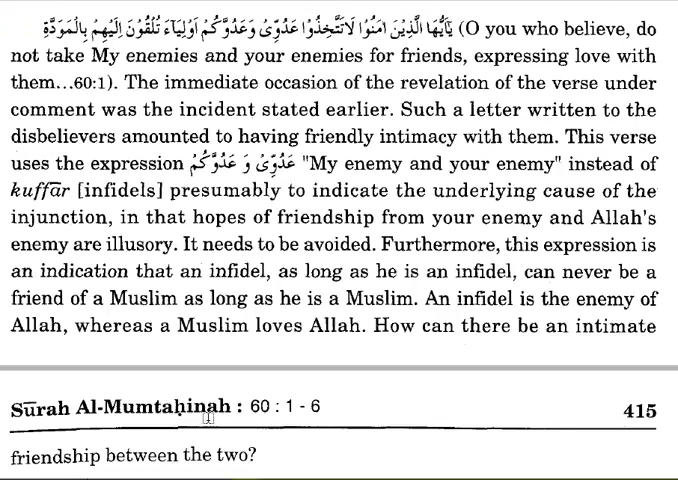 يٰٓاَيُّهَا الَّذِيْنَ اٰمَنُوْا لَاتَتَّخِذُوْا عَدُوِّىْ وَعَدُوَّكُمْ اَوْلِيَآءَ تُلْقُوْنَ اِلَيْهِمْ بِالْمَوَدَّةِ (O you who believe, do
not take My enemies and your enemies for friends, expressing love with
them...60:1). The immediate occasion of the revelation of the verse under
comment was the incident stated earlier. Such a letter written to the
disbelievers amounted to having friendly intimacy with them. This verse
uses the expression عَدُوِّىْ وَ عَدُوَّكُمْ "My enemy and your enemy" instead of
kuffār [infidels] presumably to indicate the underlying cause of the
injunction, in that hopes of friendship from your enemy and Allah's
enemy are illusory. It needs to be avoided. Furthermore, this expression is
an indication that an infidel, as long as he is an infidel, can never be a
friend of a Muslim as long as he is a Muslim. An infidel is the enemy of
Allah, whereas a Muslim loves Allah. How can there be an intimate
Sūrah Al-Mumtaḥinah : 60 : 1 - 6 415
friendship between the two?